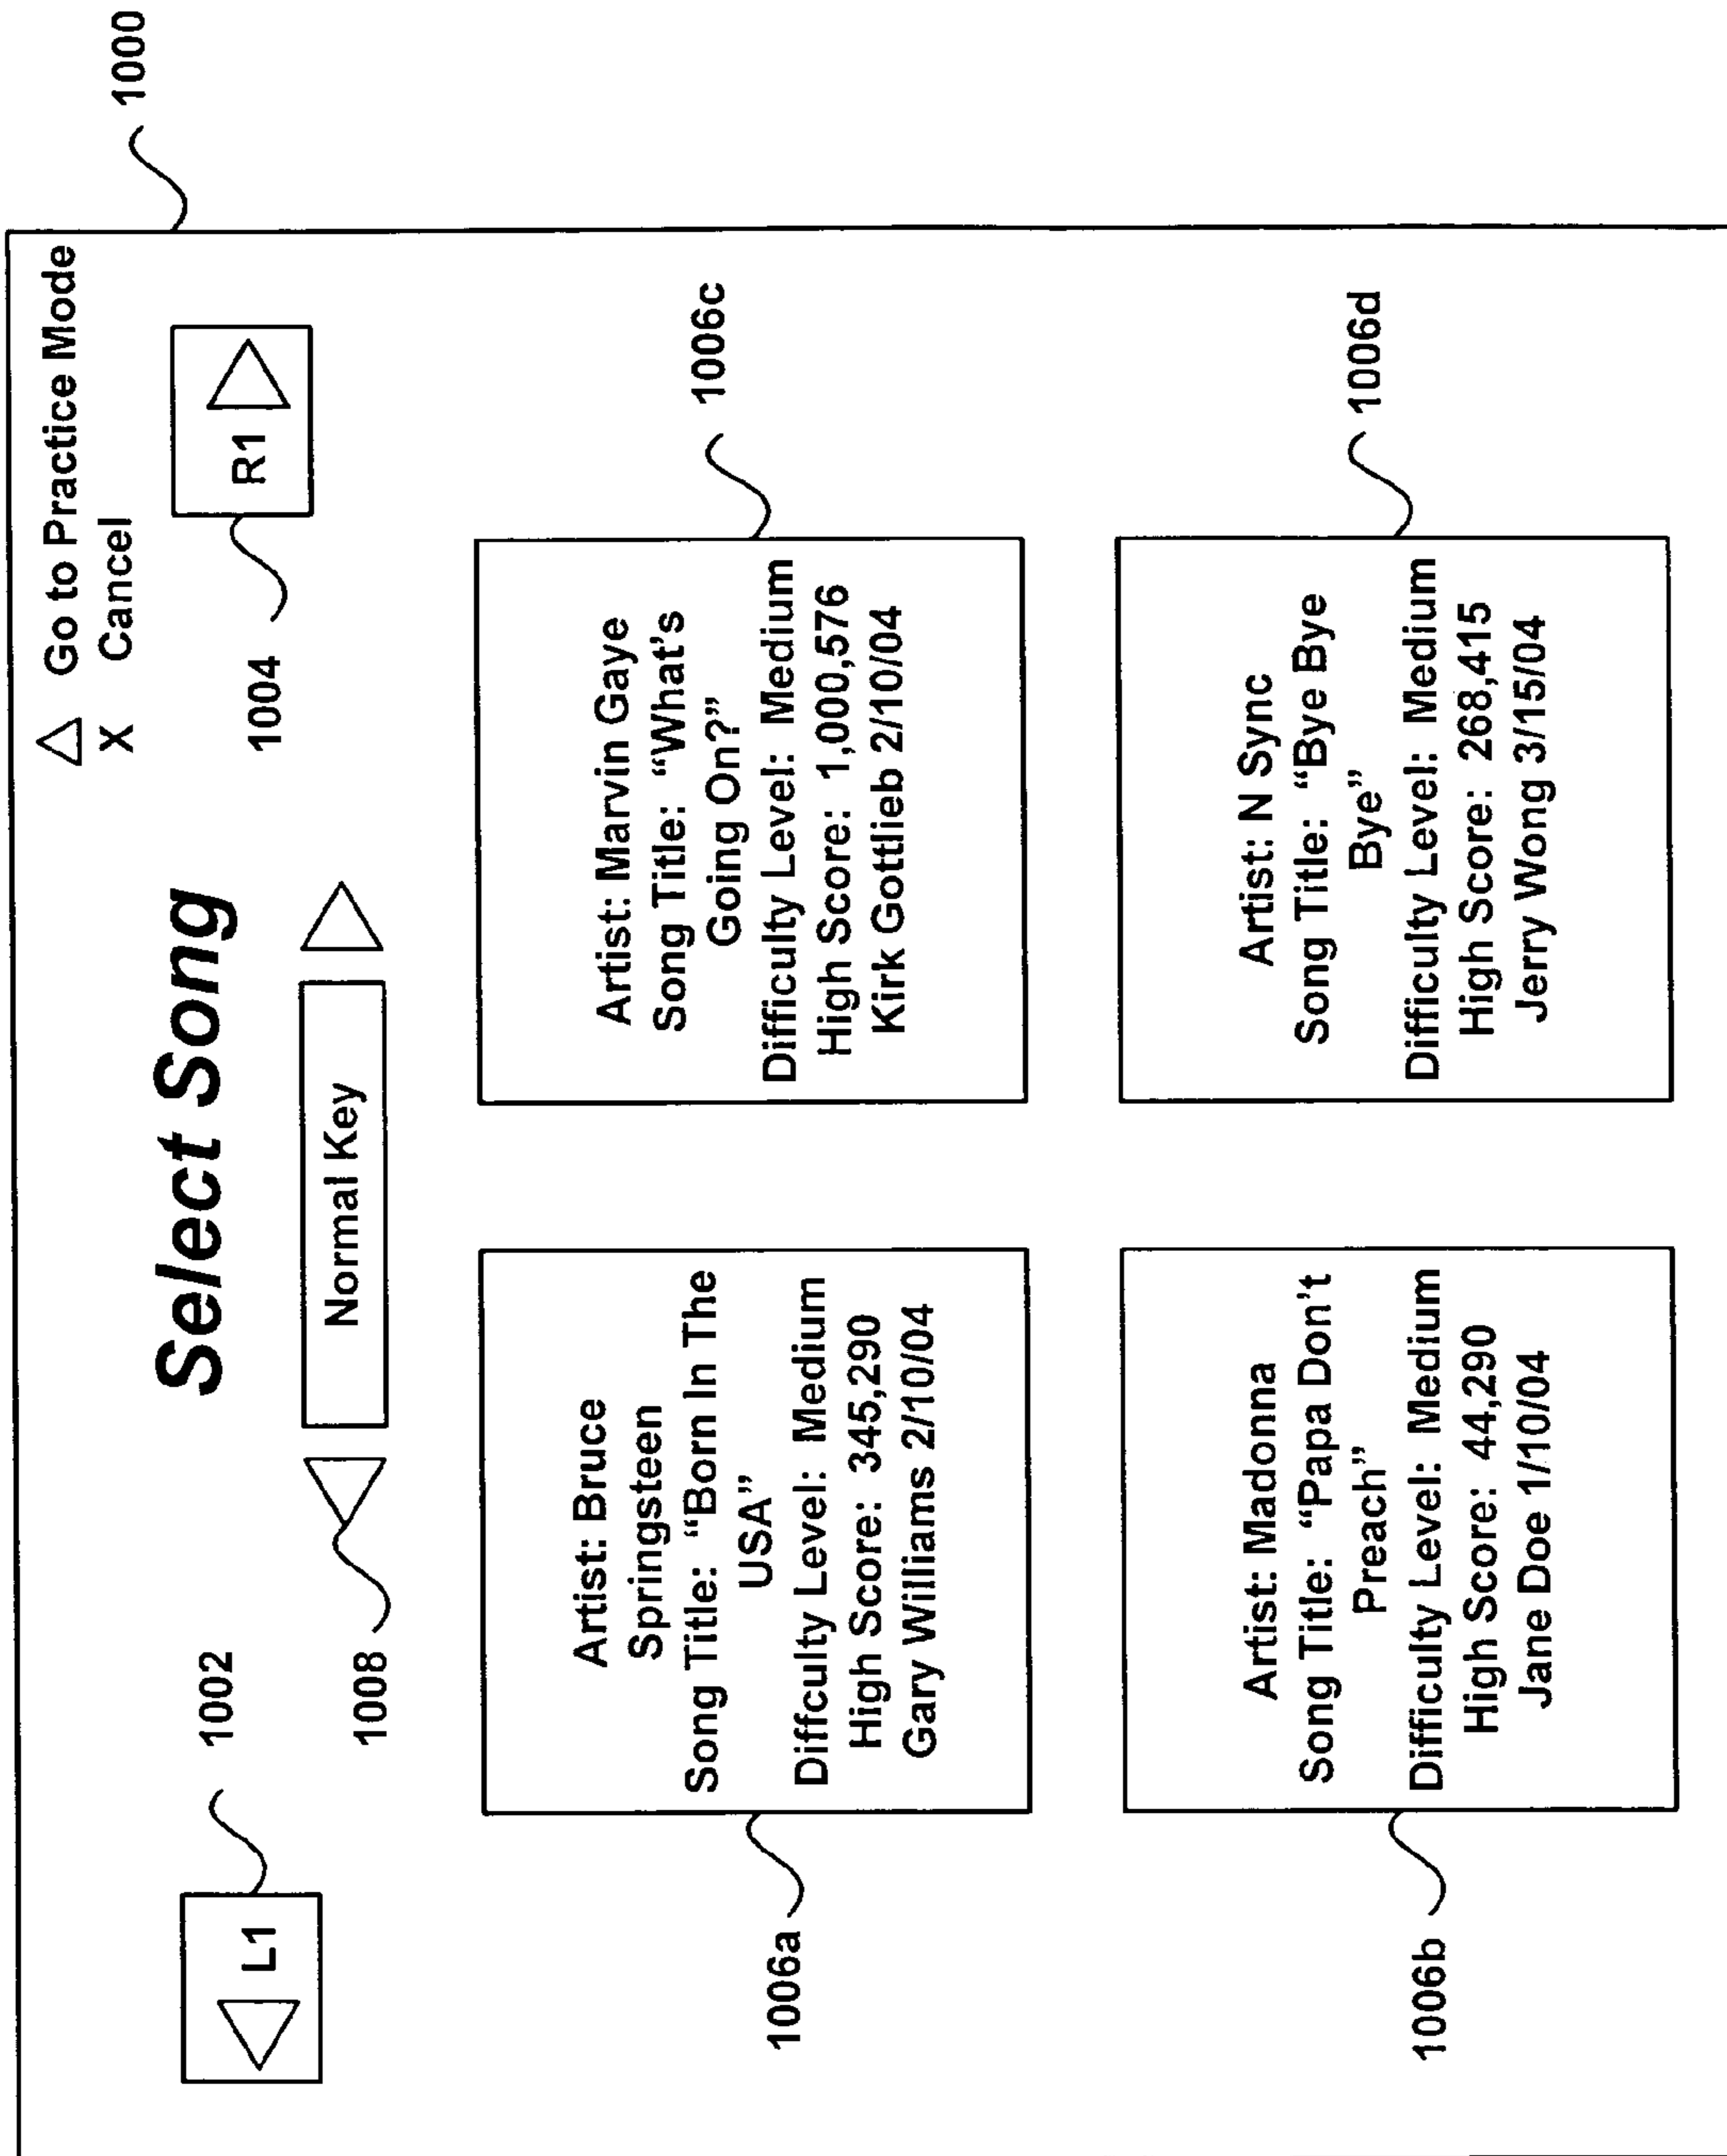 1000
△ Go to Practice Mode
X Cancel
Select Song
L1
1002
1004
R1
1008
Normal Key
Artist: Bruce
Springsteen
Song Title: “Born In The
USA”
Diffculty Level: Medium
High Score: 345,290
Gary Williams 2/10/04
1006a
Artist: Marvin Gaye
Song Title: “What's
Going On?”
Difficulty Level: Medium
High Score: 1,000,576
Kirk Gottlieb 2/10/04
1006c
Artist: Madonna
Song Title: “Papa Don't
Preach”
Difficulty Level: Medium
High Score: 44,290
Jane Doe 1/10/04
1006b
Artist: N Sync
Song Title: “Bye Bye
Bye”
Difficulty Level: Medium
High Score: 268,415
Jerry Wong 3/15/04
1006d